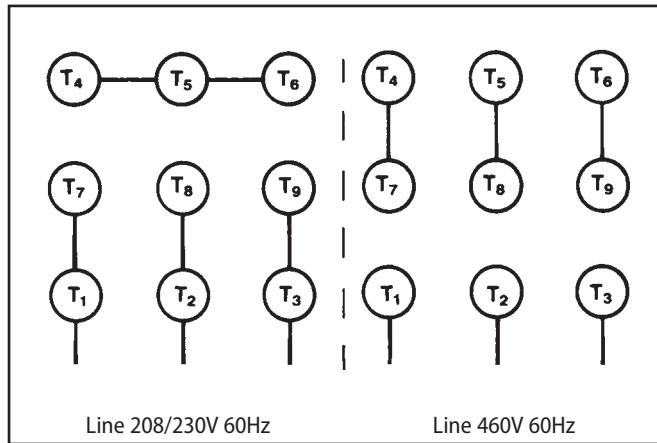 T₄ T₅ T₆ T₄ T₅ T₆
T₇ T₈ T₉ T₇ T₈ T₉
T₁ T₂ T₃ T₁ T₂ T₃
Line 208/230V 60Hz Line 460V 60Hz